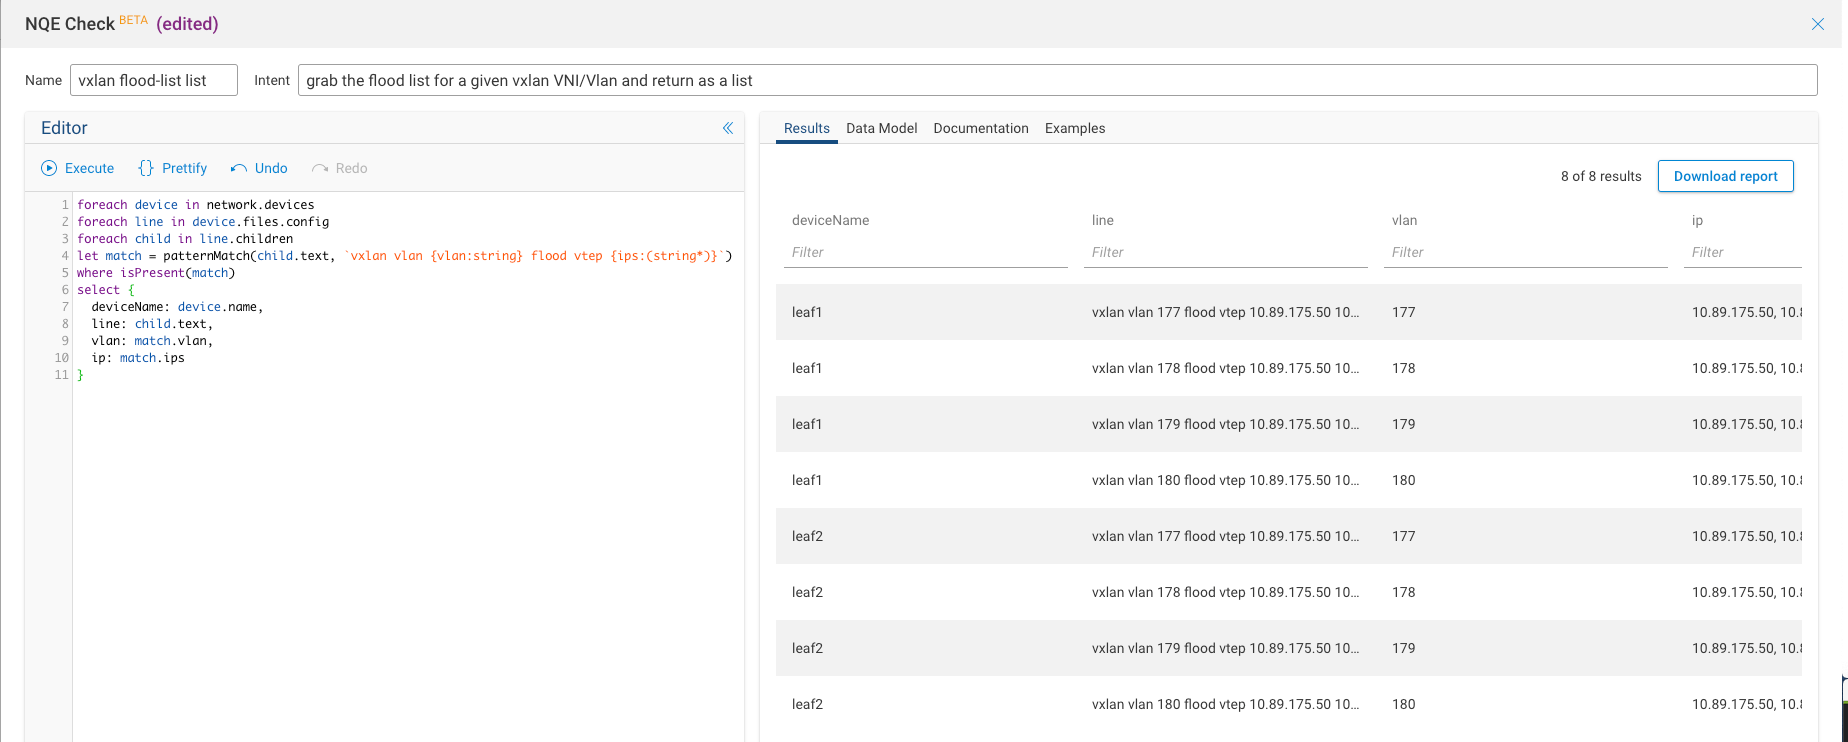 NQE Check BETA (edited)
Name vxlan flood-list list Intent grab the flood list for a given vxlan VNI/Vlan and return as a list
Editor
Execute {} Prettify Undo Redo
1 foreach device in network.devices
2 foreach line in device.files.config
3 foreach child in line.children
4 let match = patternMatch(child.text, `vxlan vlan {vlan:string} flood vtep {ips:(string*)}`)
5 where isPresent(match)
6 select {
7 deviceName: device.name,
8 line: child.text,
9 vlan: match.vlan,
10 ip: match.ips
11 }
Results Data Model Documentation Examples
8 of 8 results Download report
deviceName line vlan ip
Filter Filter Filter Filter
leaf1 vxlan vlan 177 flood vtep 10.89.175.50 10... 177 10.89.175.50, 10.8
leaf1 vxlan vlan 178 flood vtep 10.89.175.50 10... 178 10.89.175.50, 10.8
leaf1 vxlan vlan 179 flood vtep 10.89.175.50 10... 179 10.89.175.50, 10.8
leaf1 vxlan vlan 180 flood vtep 10.89.175.50 10... 180 10.89.175.50, 10.8
leaf2 vxlan vlan 177 flood vtep 10.89.175.50 10... 177 10.89.175.50, 10.8
leaf2 vxlan vlan 178 flood vtep 10.89.175.50 10... 178 10.89.175.50, 10.8
leaf2 vxlan vlan 179 flood vtep 10.89.175.50 10... 179 10.89.175.50, 10.8
leaf2 vxlan vlan 180 flood vtep 10.89.175.50 10... 180 10.89.175.50, 10.8